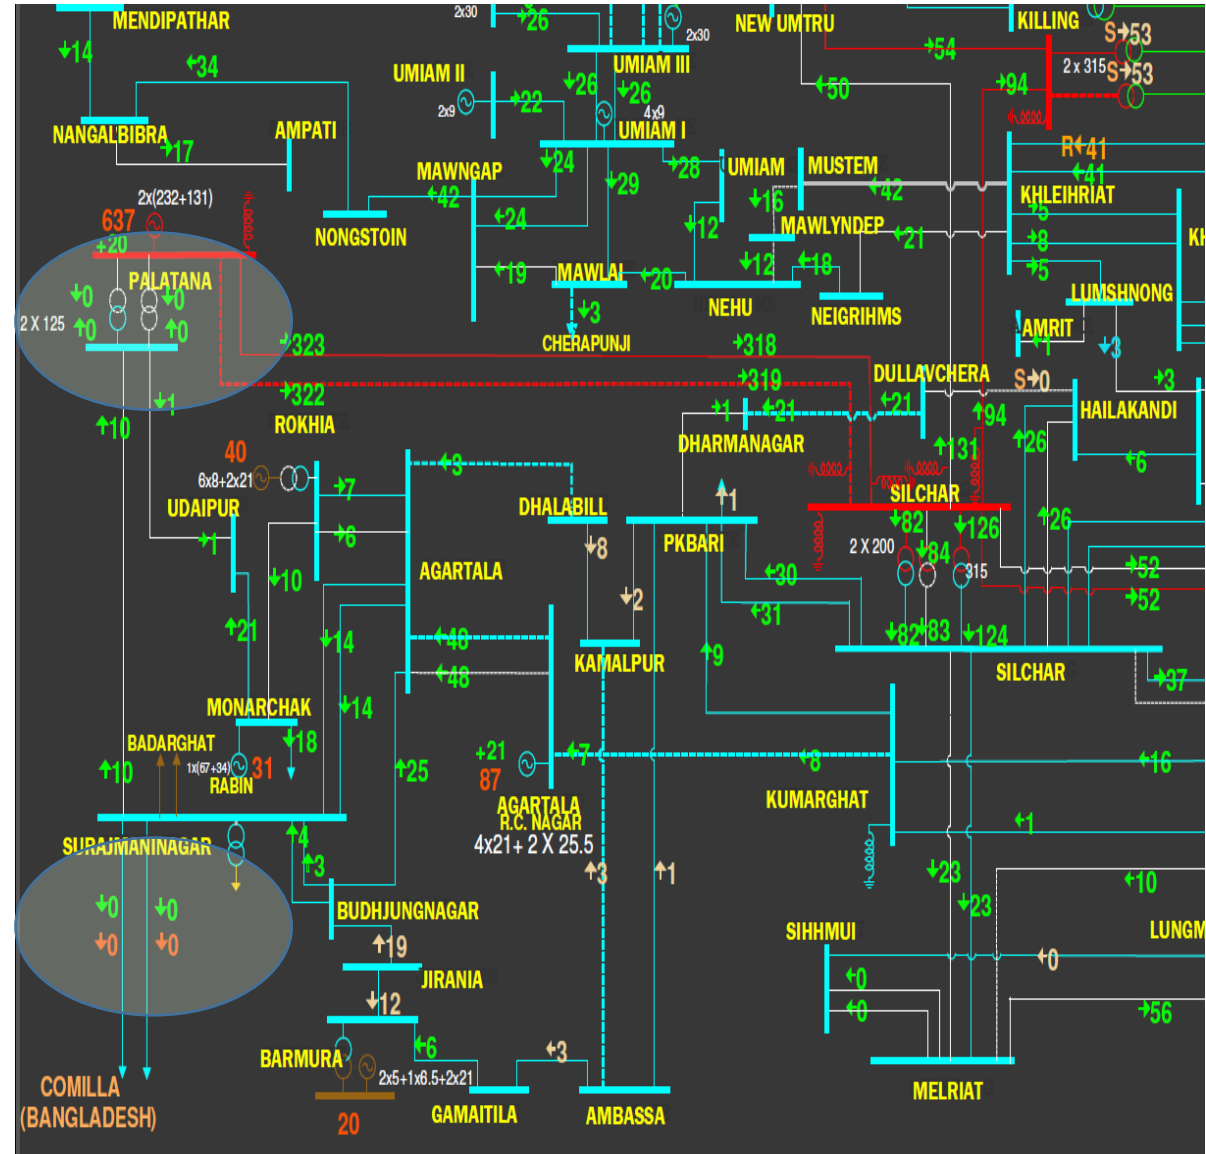 MENDIPATHAR
2x30
→26
2x30
NEW UMTRU
KILLING
↓14
←34
UMIAM II
2x9
→22
UMIAM III
↓26
↓26
4x9
UMIAM I
→54
←50
S→53
2 x 315
S→53
→94
NANGALBIBRA
→17
AMPATI
MAWNGAP
←42
↓24
↓29
→28
UMIAM
MUSTEM
↓16
←42
R←41
←41
KHLEIHRIAT
2x(232+131)
637
+20
NONGSTOIN
←24
↓12
MAWLYNDEP
←21
→5
→8
→5
KH
PALATANA
↓0
↓0
2 X 125
↑0
↑0
←19
MAWLAI
←20
↓12
←18
NEHU
NEIGRIHMS
LUMSHNONG
↓3
CHERAPUNJI
AMRIT
←1
↓3
→323
→318
→322
→319
DULLAVCHERA
S→0
→3
↓1
↑10
ROKHIA
→1
←21
←21
DHARMANAGAR
↑94
HAILAKANDI
↑131
↑26
←6
40
6x8+2x21
→7
←3
DHALABILL
↑1
SILCHAR
UDAIPUR
→1
→6
↓8
PKBARI
↓82
↓84
→126
2 X 200
315
↑26
↓10
AGARTALA
↓2
←30
←31
→52
→52
↑21
↓14
←48
KAMALPUR
↑9
↓82
↓83
↓124
SILCHAR
←48
→37
MONARCHAK
↓14
↓18
BADARGHAT
1x(67+34)
31
RABIN
↑10
↑25
+21
87
←7
←8
←16
AGARTALA
R.C. NAGAR
4x21+ 2 X 25.5
KUMARGHAT
←1
SURAJMANINAGAR
↑4
↑3
↑3
↑1
↓23
←10
↓0
↓0
↓0
↓0
BUDHJUNGNAGAR
↓23
SIHHMUI
LUNGM
↑19
JIRANIA
←0
←0
←0
↓12
→56
BARMURA
←6
←3
2x5+1x6.5+2x21
COMILLA
(BANGLADESH)
20
GAMAITILA
AMBASSA
MELRIAT